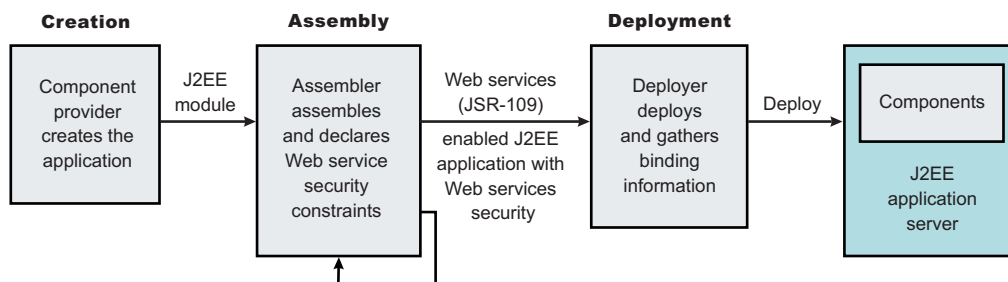 Creation
Assembly
Deployment
Component
provider
creates the
application
J2EE
module
Assembler
assembles
and declares
Web service
security
constraints
Web services
(JSR-109)
enabled J2EE
application with
Web services
security
Deployer
deploys
and gathers
binding
information
Deploy
Components
J2EE
application
server